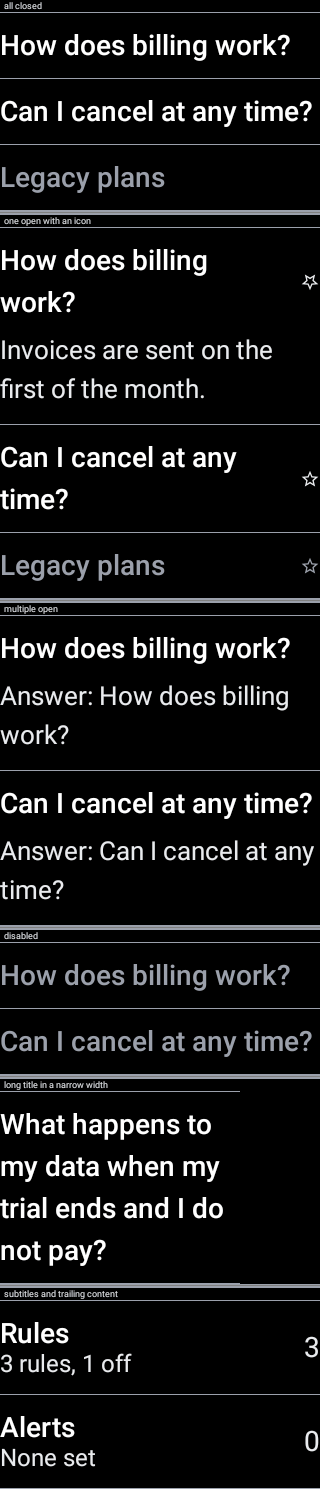 all closed
How does billing work?
Can I cancel at any time?
Legacy plans
one open with an icon
How does billing
work?
Invoices are sent on the
first of the month.
Can I cancel at any
time?
Legacy plans
multiple open
How does billing work?
Answer: How does billing
work?
Can I cancel at any time?
Answer: Can I cancel at any
time?
disabled
How does billing work?
Can I cancel at any time?
long title in a narrow width
What happens to
my data when my
trial ends and I do
not pay?
subtitles and trailing content
Rules
3 rules, 1 off
3
Alerts
None set
0